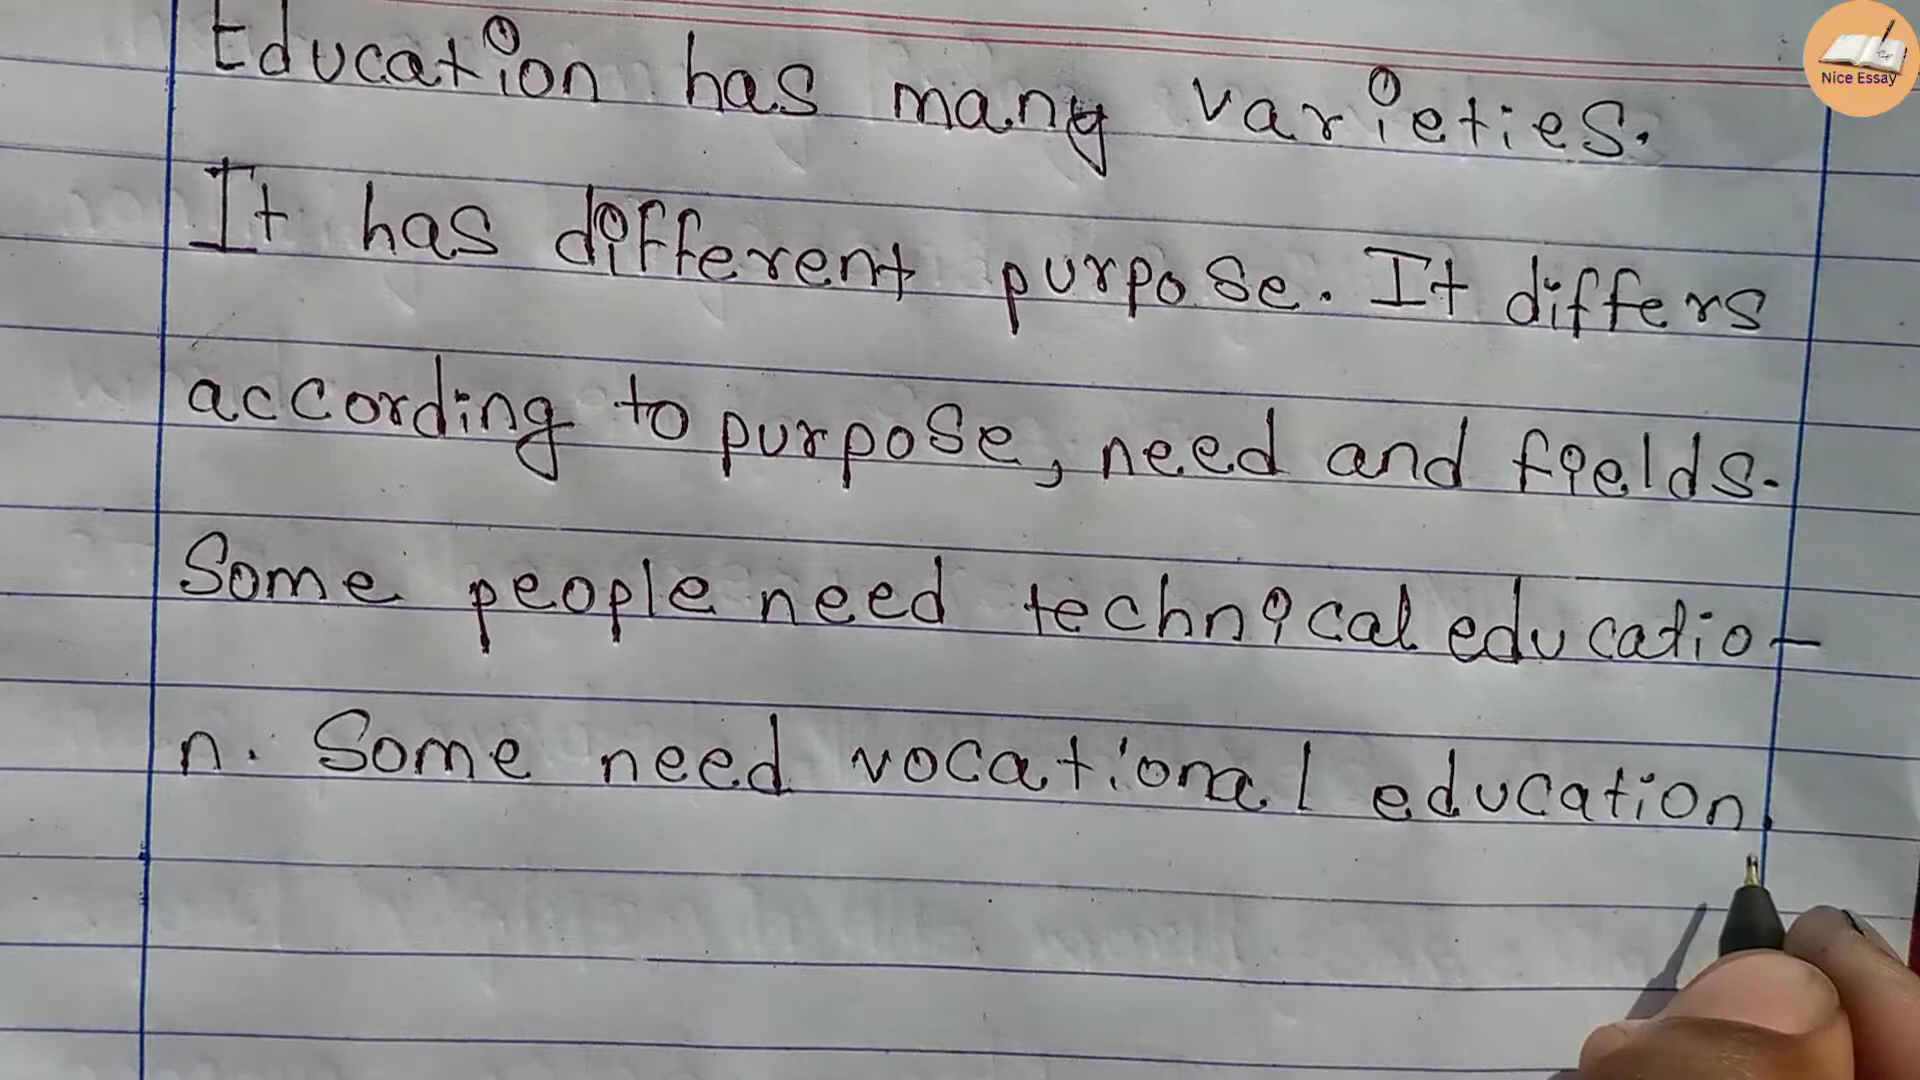 Education has many varieties.
It has different purpose. It differs
according to purpose, need and fields.
Some people need technical educatio-
n. Some need vocational education.
Nice Essay